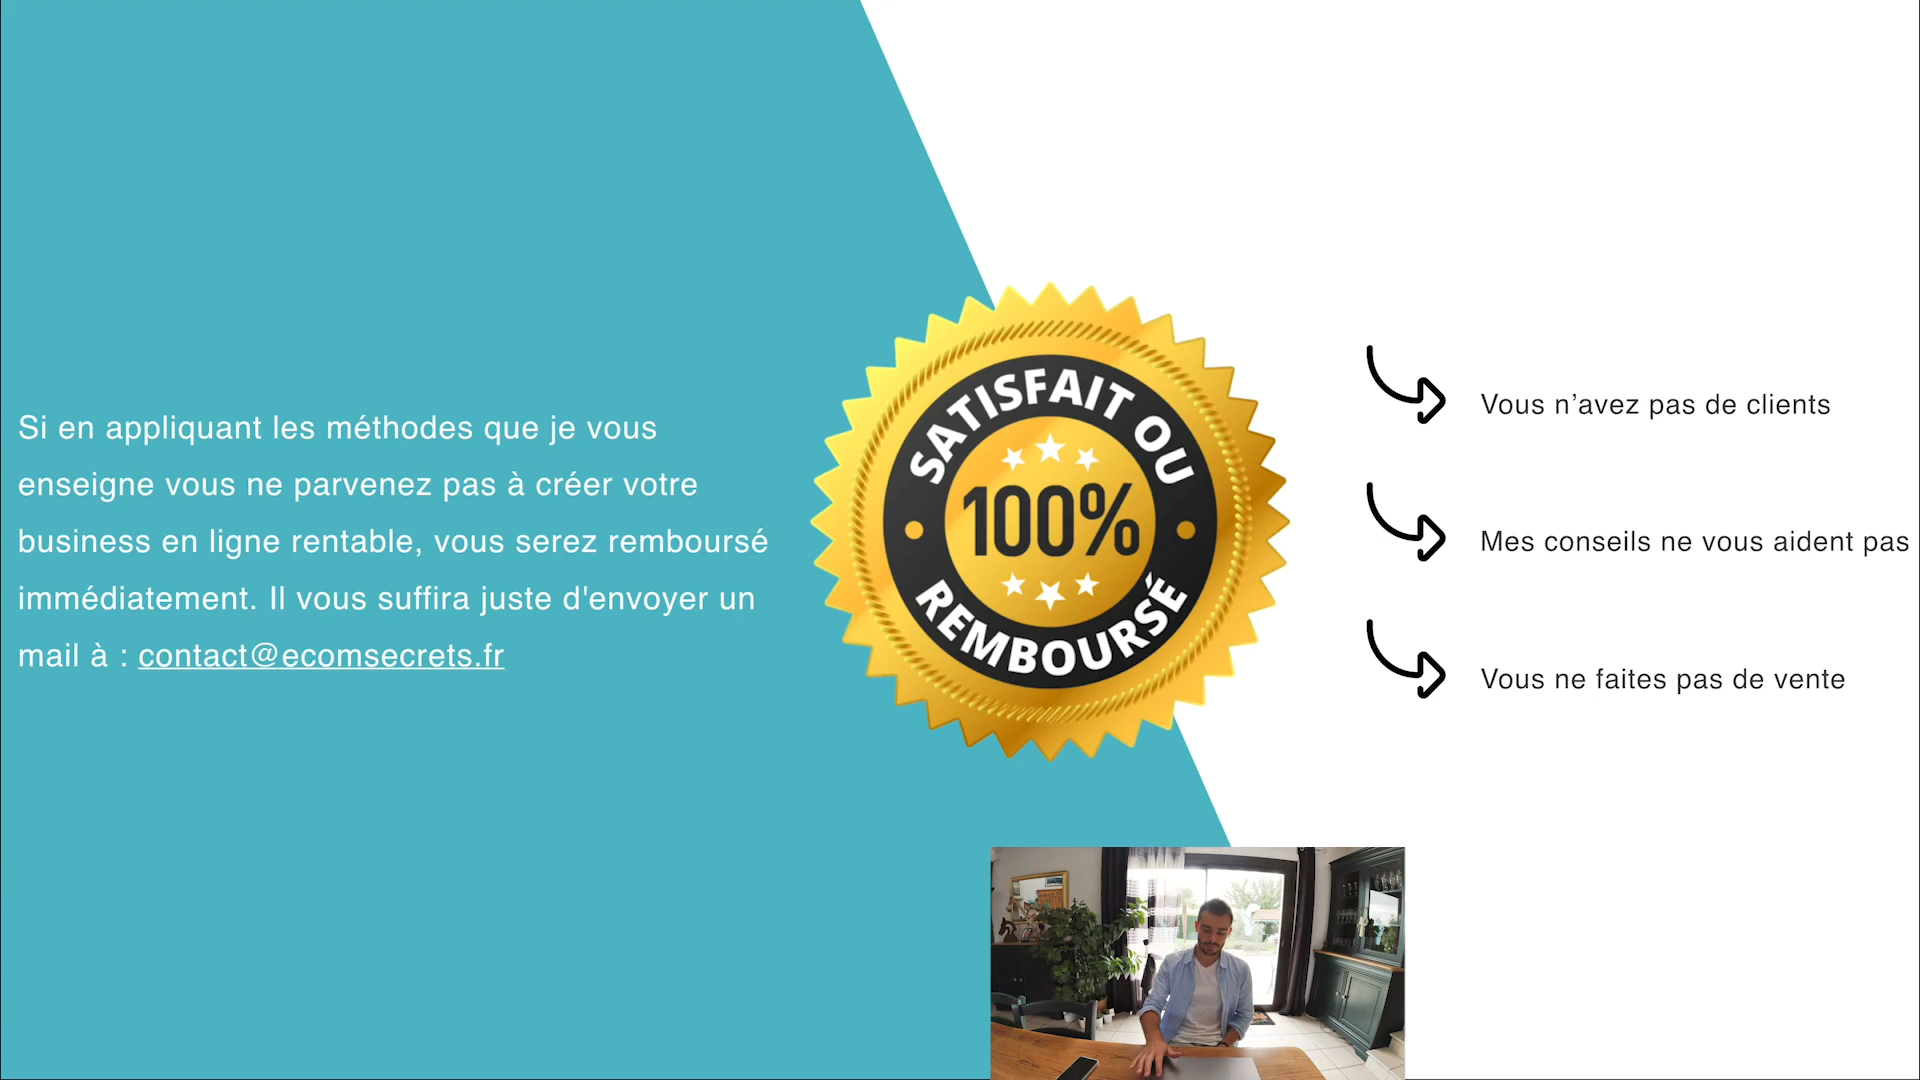 Si en appliquant les méthodes que je vous
enseigne vous ne parvenez pas à créer votre
business en ligne rentable, vous serez remboursé
immédiatement. Il vous suffira juste d'envoyer un
mail à : contact@ecomsecrets.fr
SATISFAIT OU
100%
REMBOURSÉ
Vous n’avez pas de clients
Mes conseils ne vous aident pas
Vous ne faites pas de vente